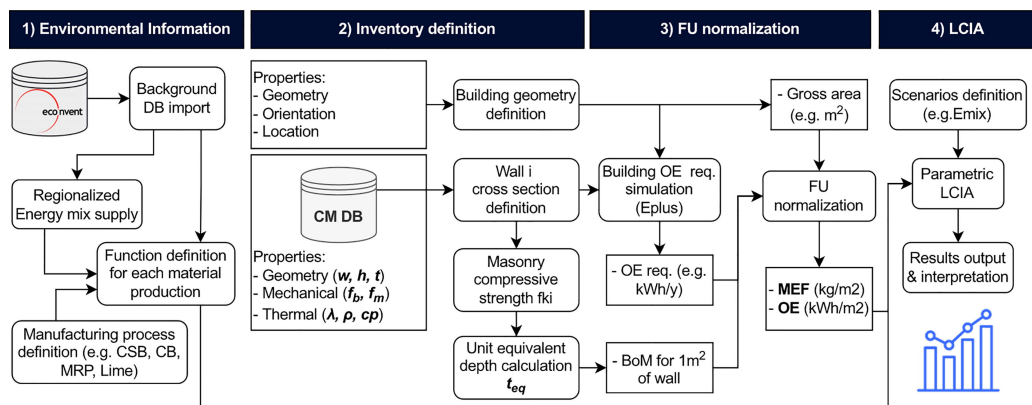 1) Environmental Information
2) Inventory definition
3) FU normalization
4) LCIA
ecoinvent
Background
DB import
Regionalized
Energy mix supply
Function definition
for each material
production
Manufacturing process
definition (e.g. CSB, CB,
MRP, Lime)
Properties:
- Geometry
- Orientation
- Location
CM DB
Properties:
- Geometry (w, h, t)
- Mechanical (fb, fm)
- Thermal (λ, ρ, cp)
Building geometry
definition
Wall i
cross section
definition
Masonry
compressive
strength fki
Unit equivalent
depth calculation
teq
Building OE req.
simulation
(Eplus)
- OE req. (e.g.
kWh/y)
- BoM for 1m²
of wall
- Gross area
(e.g. m²)
FU
normalization
- MEF (kg/m2)
- OE (kWh/m2)
Scenarios definition
(e.g.Emix)
Parametric
LCIA
Results output
& interpretation